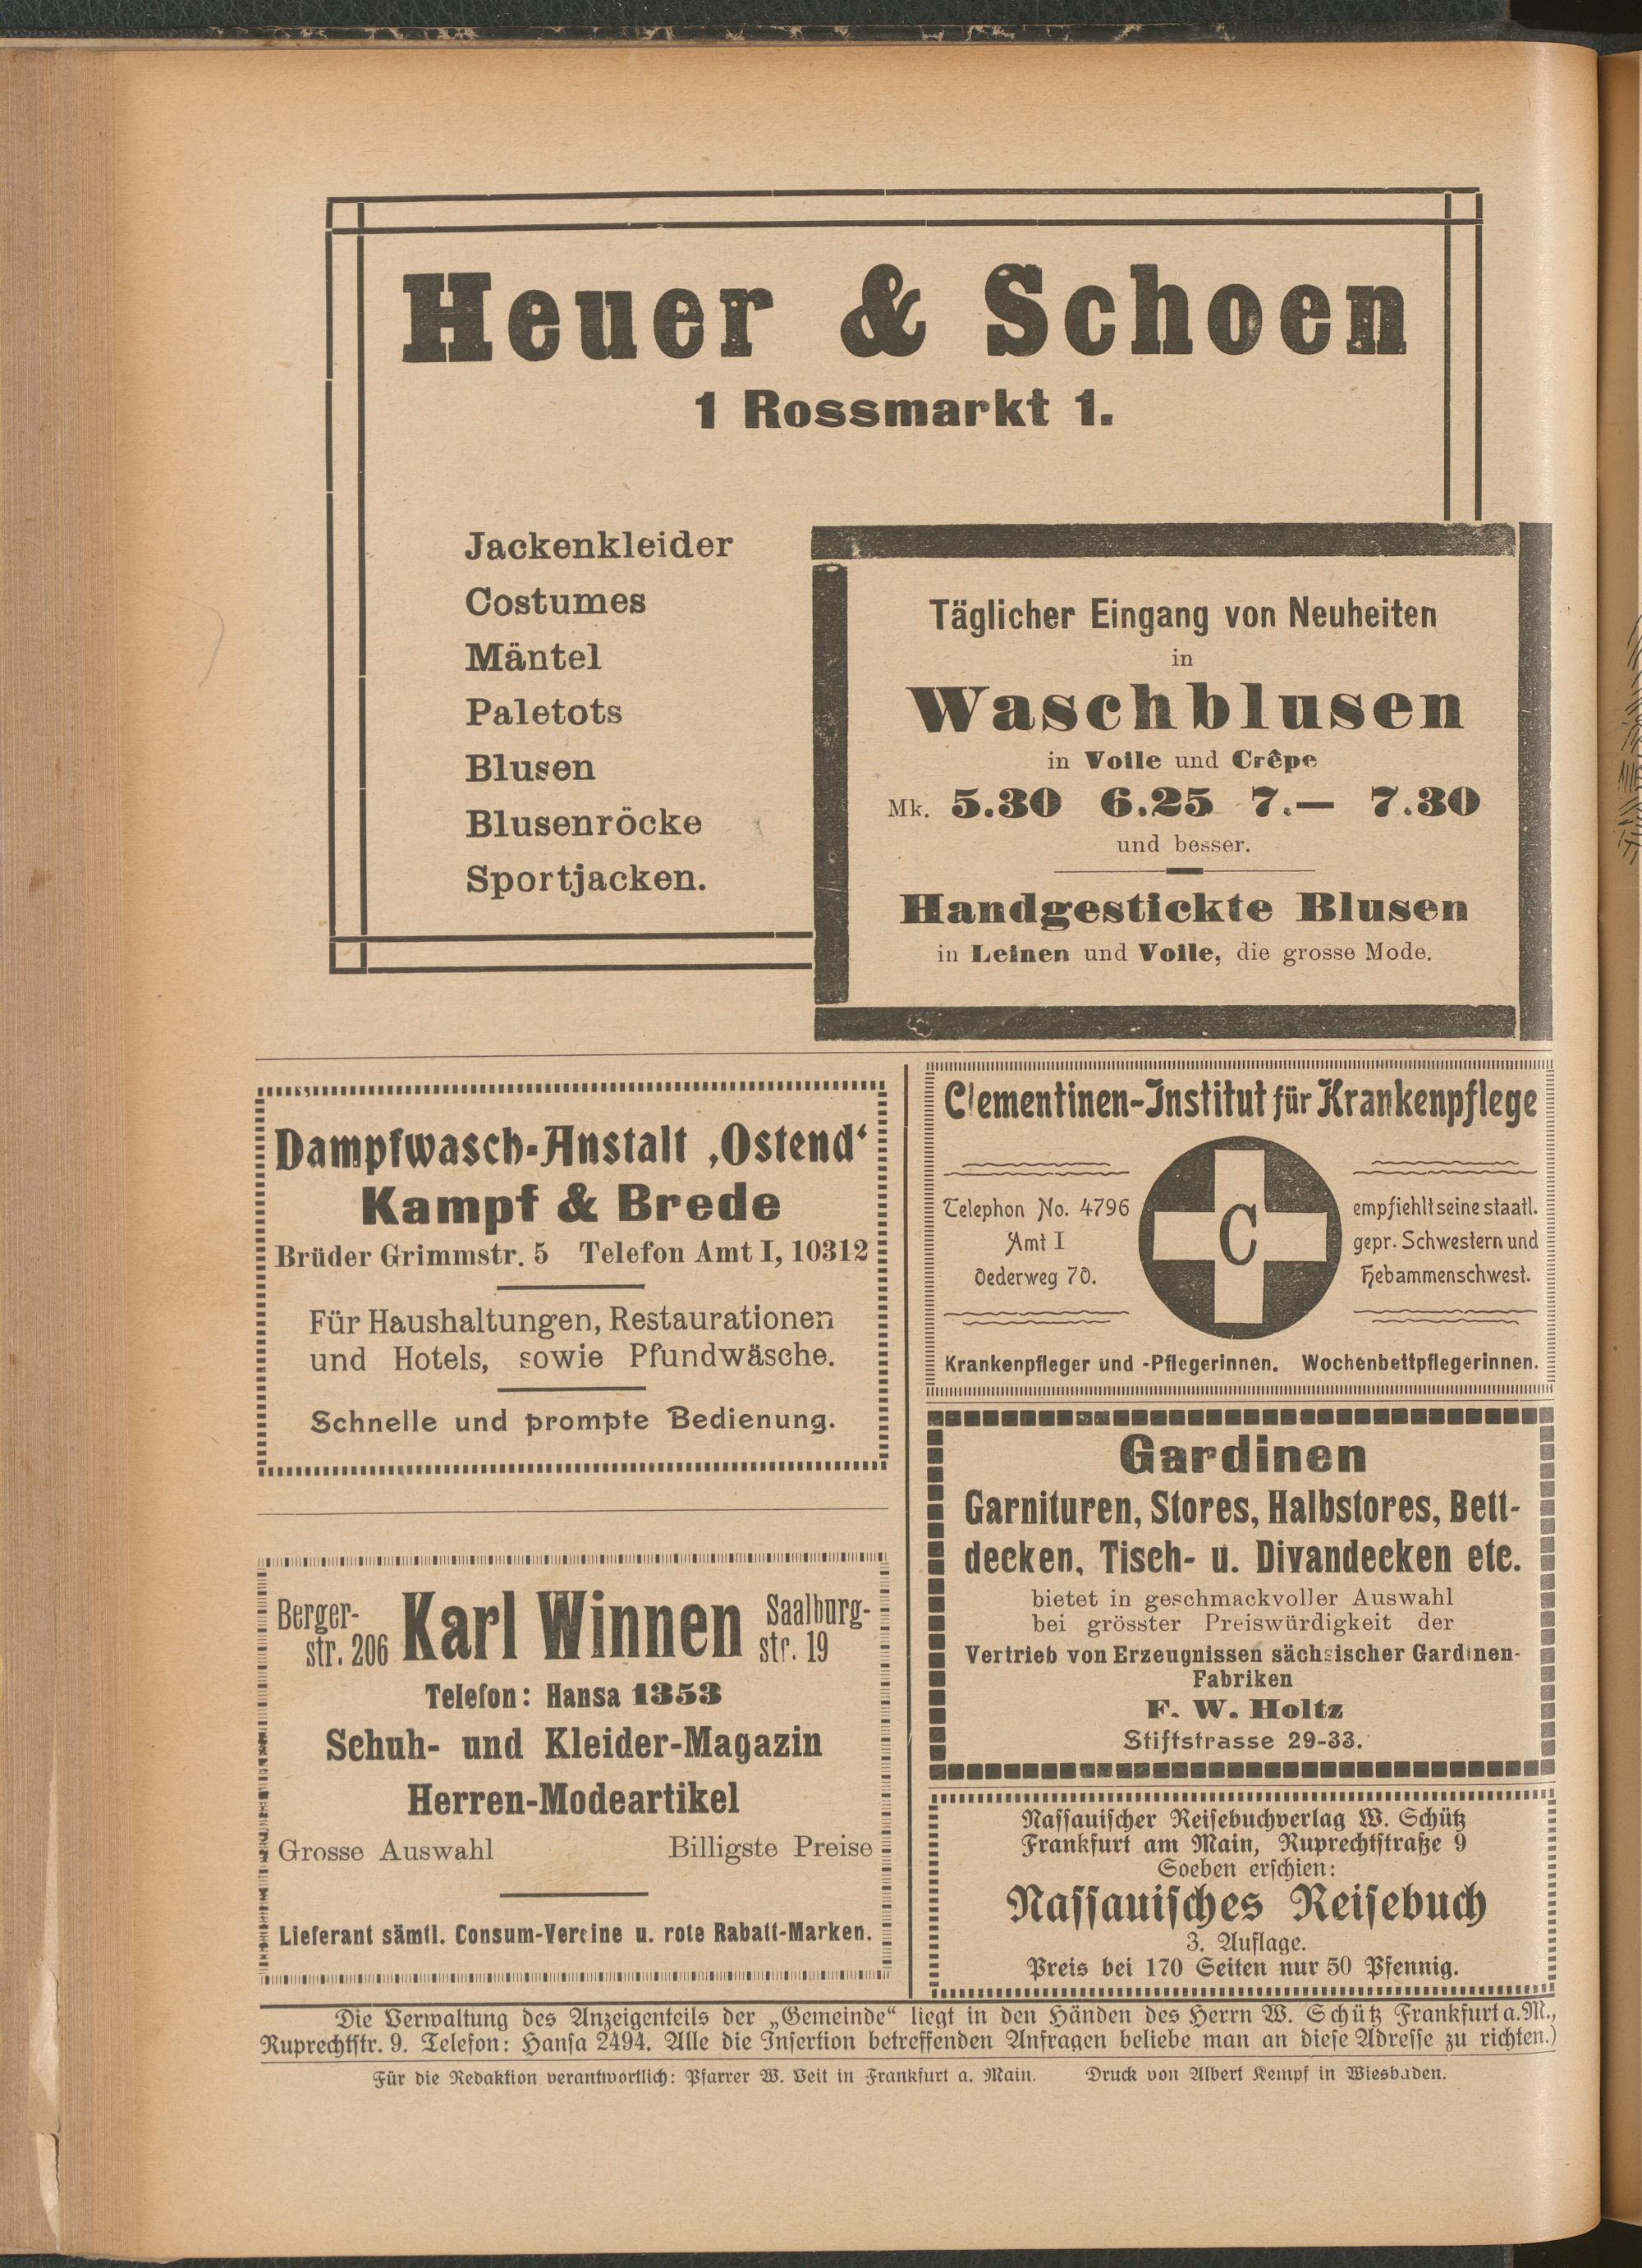 Heuer & Schoen
1 Rossmarkt 1.
Jackenkleider
Costumes
Mäntel
Paletots
Blusen
Blusenröcke
Sportjacken.
Täglicher Eingang von Neuheiten
in
Waschblusen
in Voile und Crêpe
Mk. 5.30 6.25 7.— 7.30
und besser.
Handgestickte Blusen
in Leinen und Voile, die grosse Mode.
Dampfwasch-Anstalt ‚Ostend‘
Kampf & Brede
Brüder Grimmstr. 5 Telefon Amt I, 10312
Für Haushaltungen, Restaurationen
und Hotels, sowie Pfundwäsche.
Schnelle und prompte Bedienung.
Berger-
str. 206
Karl Winnen
Saalburg-
str. 19
Telefon: Hansa 1353
Schuh- und Kleider-Magazin
Herren-Modeartikel
Grosse Auswahl Billigste Preise
Lieferant sämtl. Consum-Vereine u. rote Rabatt-Marken.
Clementinen-Institut für Krankenpflege
Telephon No. 4796
Amt I
Oederweg 70.
C
empfiehlt seine staatl.
gepr. Schwestern und
Hebammenschwest.
Krankenpfleger und -Pflegerinnen. Wochenbettpflegerinnen.
Gardinen
Garnituren, Stores, Halbstores, Bett-
decken, Tisch- u. Divandecken etc.
bietet in geschmackvoller Auswahl
bei grösster Preiswürdigkeit der
Vertrieb von Erzeugnissen sächsischer Gardinen-
Fabriken
F. W. Holtz
Stiftstrasse 29-33.
Nassauischer Reisebuchverlag W. Schütz
Frankfurt am Main, Ruprechtstraße 9
Soeben erschien:
Nassauisches Reisebuch
3. Auflage.
Preis bei 170 Seiten nur 50 Pfennig.
Die Verwaltung des Anzeigenteils der „Gemeinde“ liegt in den Händen des Herrn W. Schütz Frankfurt a. M.,
Ruprechtstr. 9. Telefon: Hansa 2494. Alle die Insertion betreffenden Anfragen beliebe man an diese Adresse zu richten.)
Für die Redaktion verantwortlich: Pfarrer W. Veit in Frankfurt a. Main. Druck von Albert Kempf in Wiesbaden.